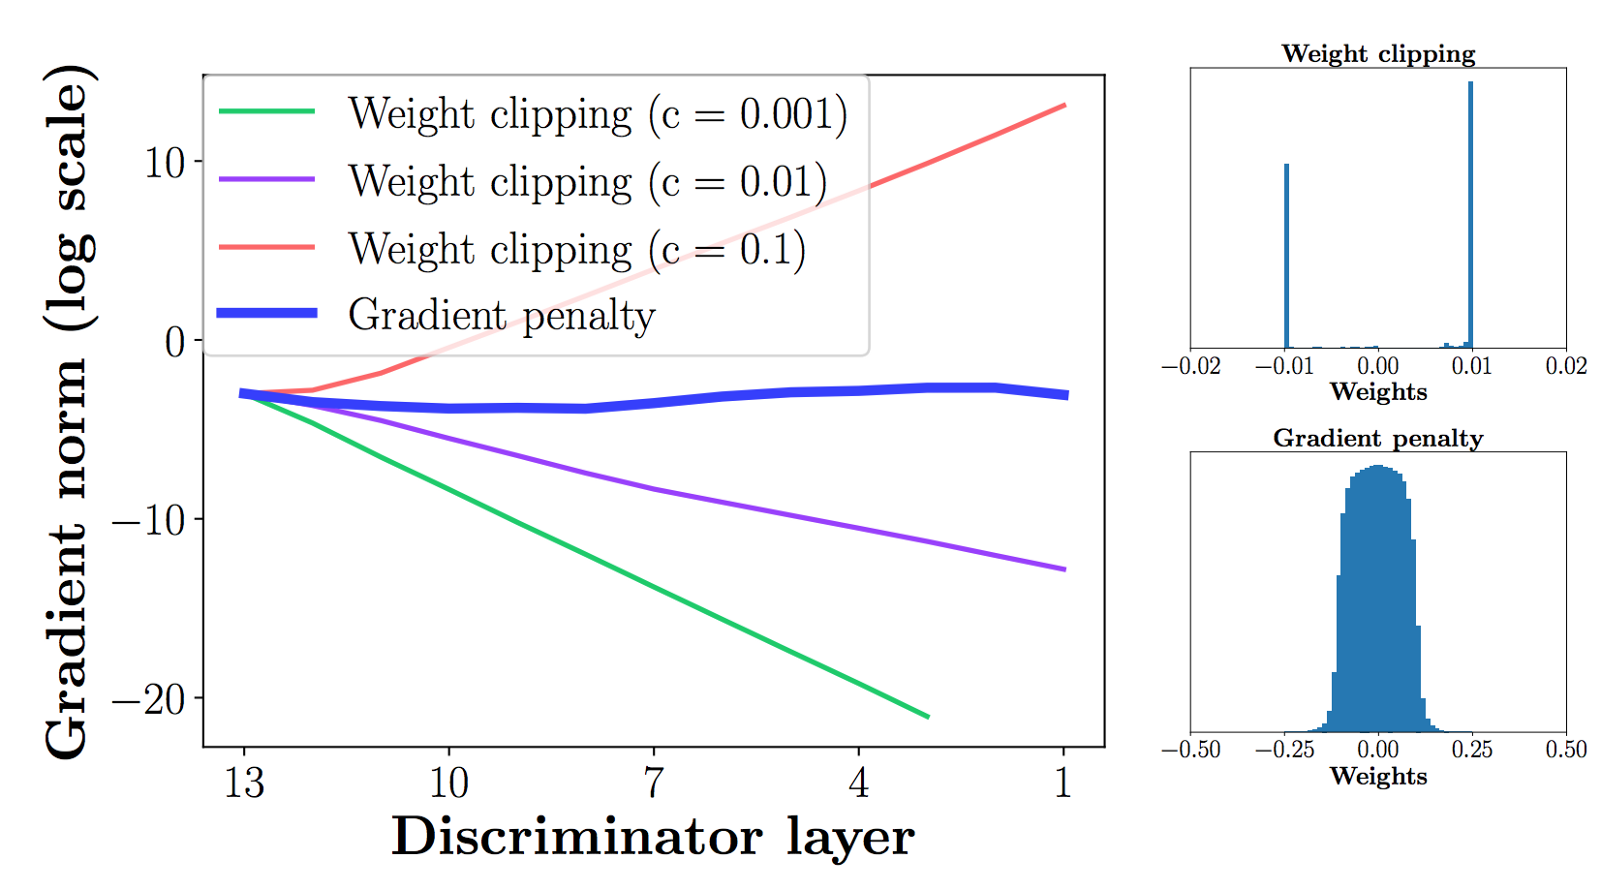 Gradient norm (log scale)
10
0
−10
−20
Weight clipping (c = 0.001)
Weight clipping (c = 0.01)
Weight clipping (c = 0.1)
Gradient penalty
13 10 7 4 1
Discriminator layer
Weight clipping
−0.02 −0.01 0.00 0.01 0.02
Weights
Gradient penalty
−0.50 −0.25 0.00 0.25 0.50
Weights